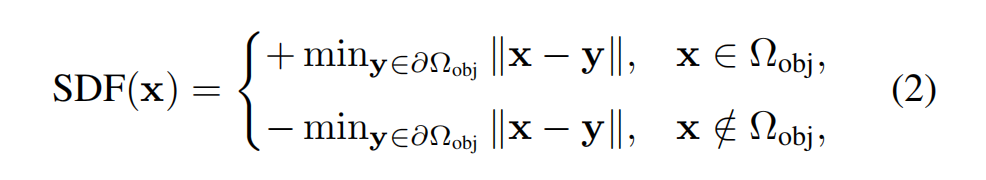 SDF(x) = { + min_{y∈∂Ω_obj} ‖x − y‖, x ∈ Ω_obj,
− min_{y∈∂Ω_obj} ‖x − y‖, x ∉ Ω_obj, (2)